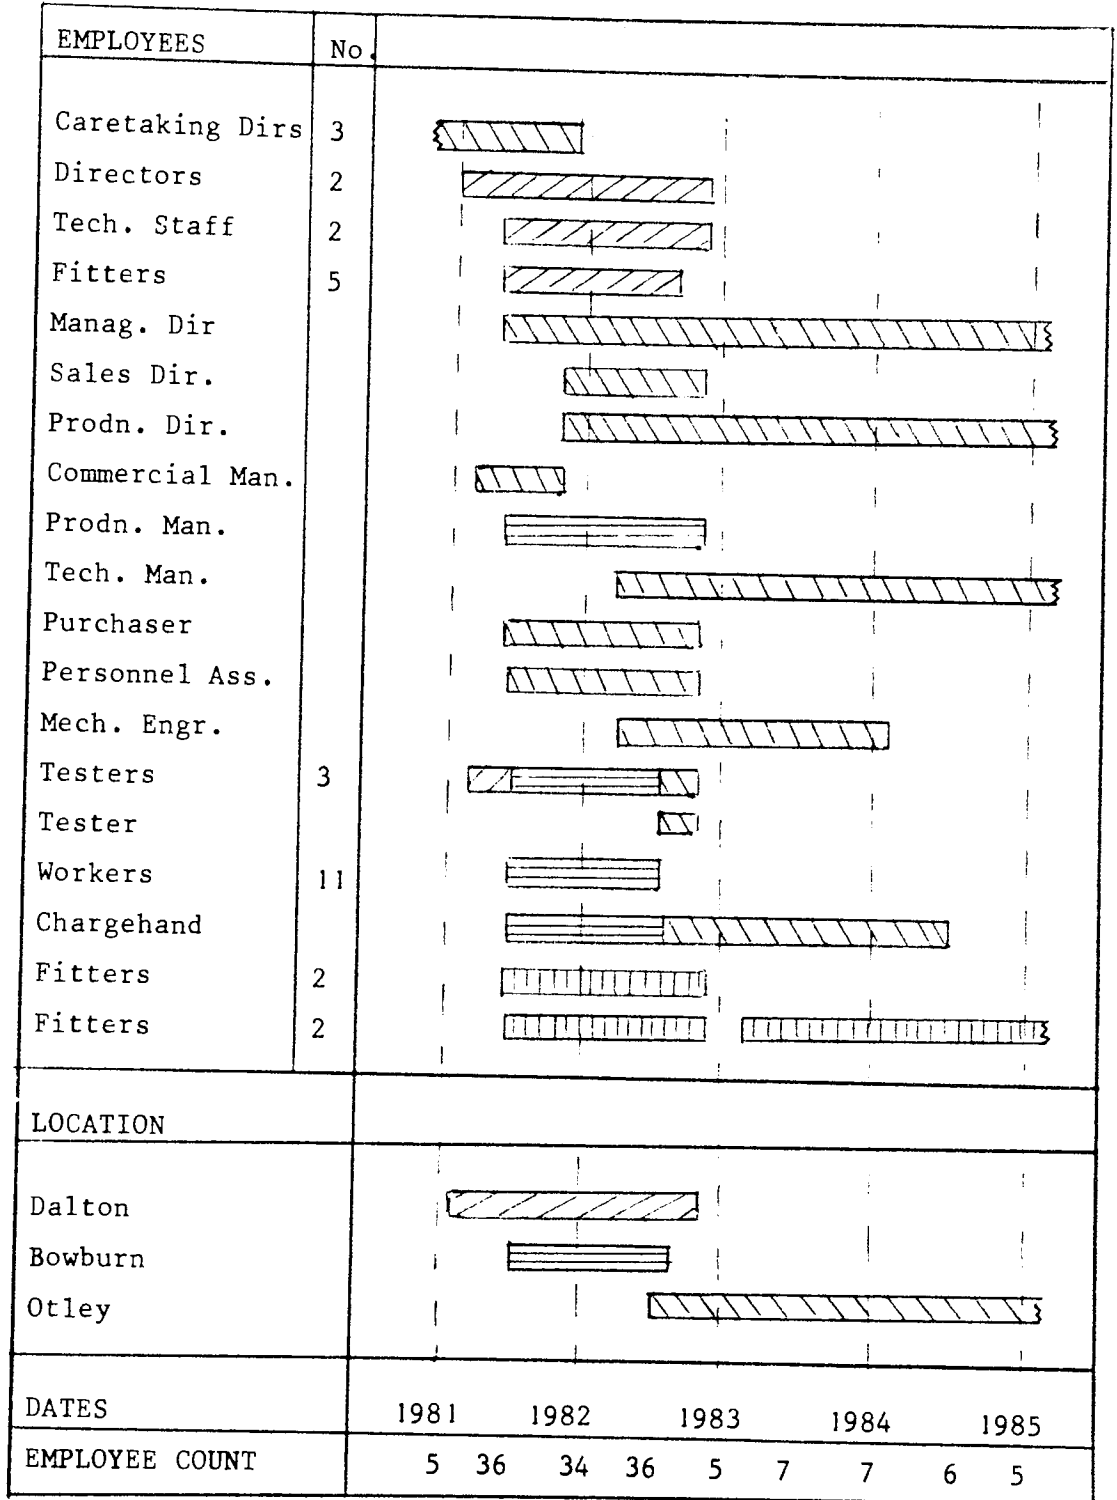 EMPLOYEES No.
Caretaking Dirs 3
Directors 2
Tech. Staff 2
Fitters 5
Manag. Dir
Sales Dir.
Prodn. Dir.
Commercial Man.
Prodn. Man.
Tech. Man.
Purchaser
Personnel Ass.
Mech. Engr.
Testers 3
Tester
Workers 11
Chargehand
Fitters 2
Fitters 2
LOCATION
Dalton
Bowburn
Otley
DATES 1981 1982 1983 1984 1985
EMPLOYEE COUNT 5 36 34 36 5 7 7 6 5